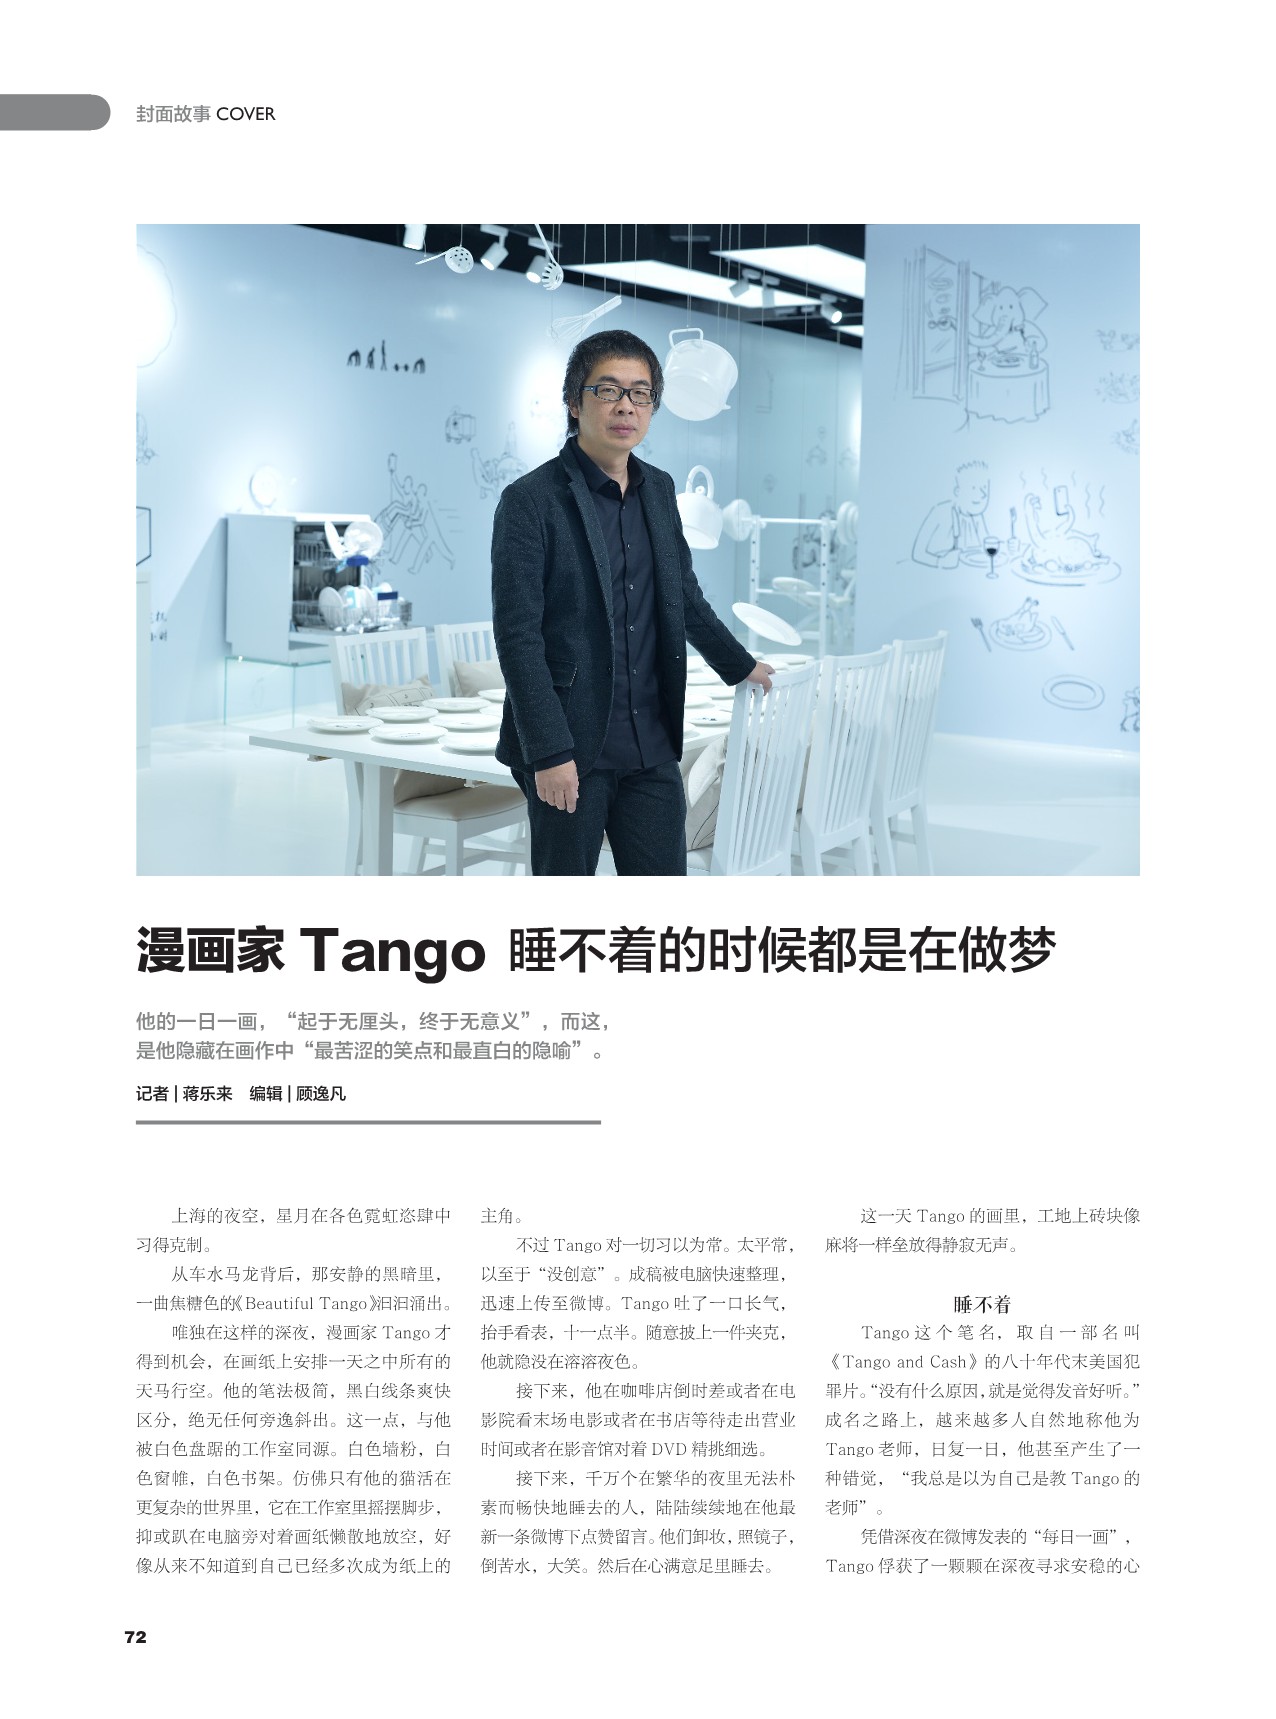 封面故事 COVER
漫画家 Tango 睡不着的时候都是在做梦
他的一日一画，“起于无厘头，终于无意义”，而这，
是他隐藏在画作中“最苦涩的笑点和最直白的隐喻”。
记者 | 蒋乐来　编辑 | 顾逸凡
上海的夜空，星月在各色霓虹恣肆中
习得克制。
从车水马龙背后，那安静的黑暗里，
一曲焦糖色的《Beautiful Tango》汩汩涌出。
唯独在这样的深夜，漫画家 Tango 才
得到机会，在画纸上安排一天之中所有的
天马行空。他的笔法极简，黑白线条爽快
区分，绝无任何旁逸斜出。这一点，与他
被白色盘踞的工作室同源。白色墙粉，白
色窗帷，白色书架。仿佛只有他的猫活在
更复杂的世界里，它在工作室里摇摆脚步，
抑或趴在电脑旁对着画纸懒散地放空，好
像从来不知道到自己已经多次成为纸上的
主角。
不过 Tango 对一切习以为常。太平常，
以至于“没创意”。成稿被电脑快速整理，
迅速上传至微博。Tango 吐了一口长气，
抬手看表，十一点半。随意披上一件夹克，
他就隐没在溶溶夜色。
接下来，他在咖啡店倒时差或者在电
影院看末场电影或者在书店等待走出营业
时间或者在影音馆对着 DVD 精挑细选。
接下来，千万个在繁华的夜里无法朴
素而畅快地睡去的人，陆陆续续地在他最
新一条微博下点赞留言。他们卸妆，照镜子，
倒苦水，大笑。然后在心满意足里睡去。
这一天 Tango 的画里，工地上砖块像
麻将一样垒放得静寂无声。
睡不着
Tango 这个笔名，取自一部名叫
《Tango and Cash》的八十年代末美国犯
罪片。“没有什么原因，就是觉得发音好听。”
成名之路上，越来越多人自然地称他为
Tango 老师，日复一日，他甚至产生了一
种错觉，“我总是以为自己是教 Tango 的
老师”。
凭借深夜在微博发表的“每日一画”，
Tango 俘获了一颗颗在深夜寻求安稳的心
72